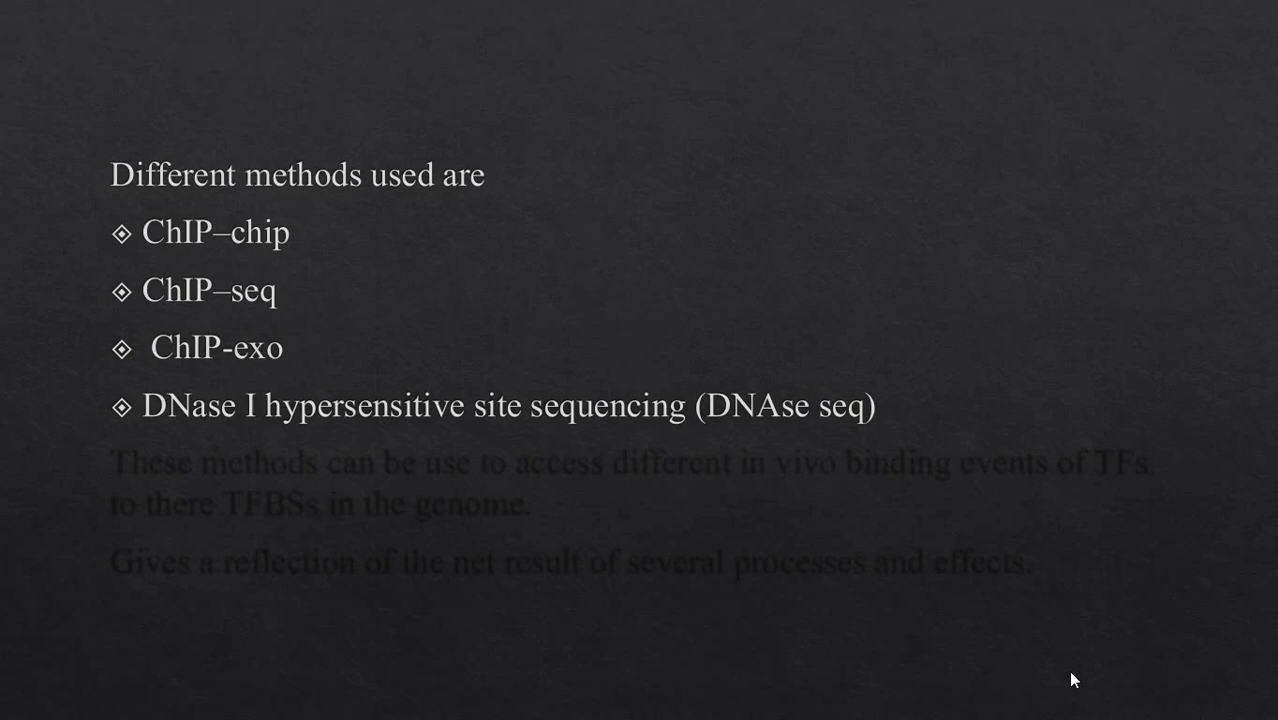 Different methods used are
ChIP–chip
ChIP–seq
ChIP-exo
DNase I hypersensitive site sequencing (DNAse seq)
These methods can be use to access different in vivo binding events of TFs
to there TFBSs in the genome.
Gives a reflection of the net result of several processes and effects.